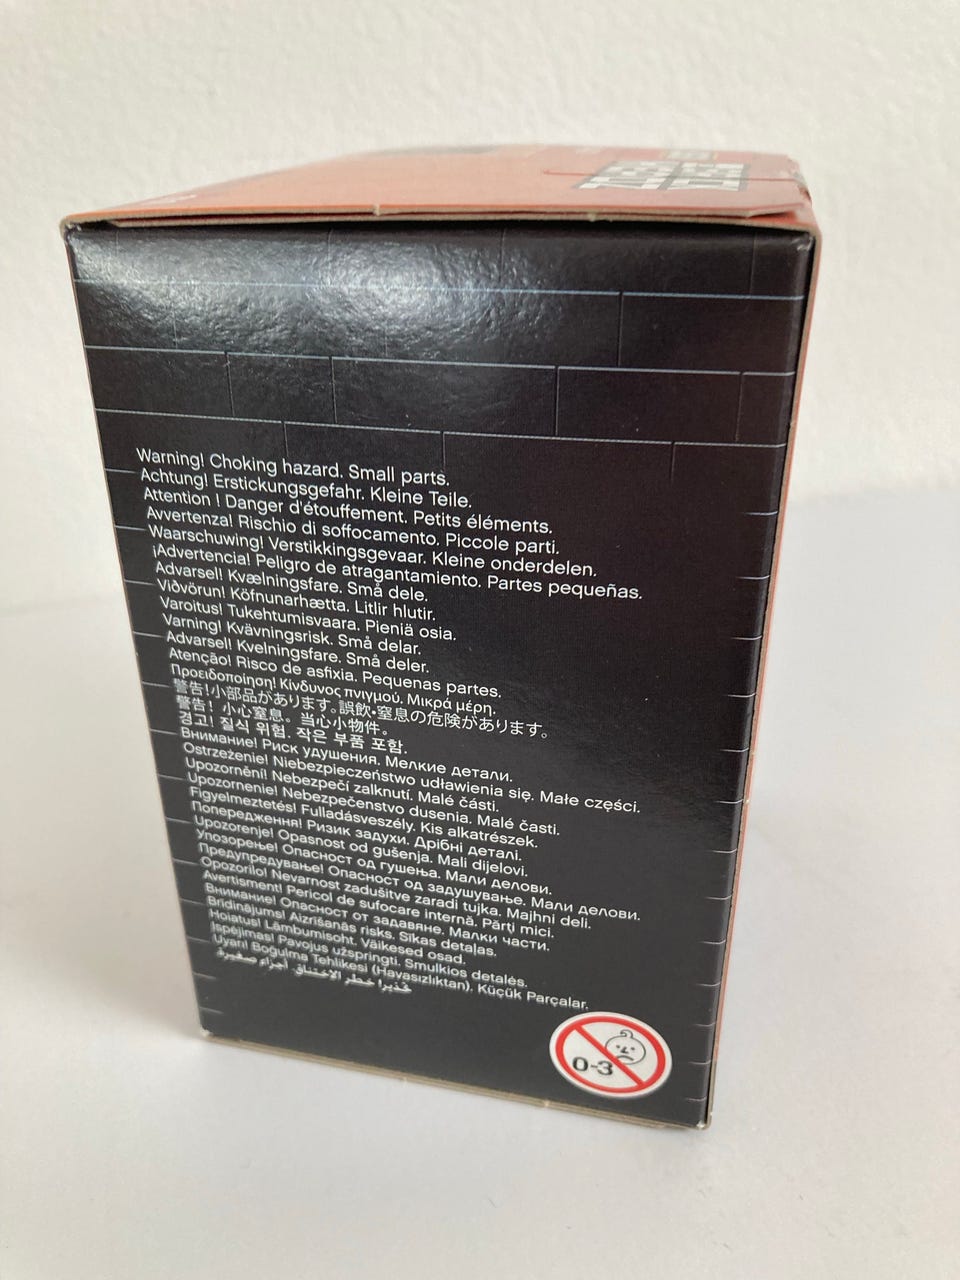 Warning! Choking hazard. Small parts.
Achtung! Erstickungsgefahr. Kleine Teile.
Attention ! Danger d'étouffement. Petits éléments.
Avvertenza! Rischio di soffocamento. Piccole parti.
Waarschuwing! Verstikkingsgevaar. Kleine onderdelen.
¡Advertencia! Peligro de atragantamiento. Partes pequeñas.
Advarsel! Kvælningsfare. Små dele.
Viðvörun! Köfnunarhætta. Litlir hlutir.
Varoitus! Tukehtumisvaara. Pieniä osia.
Varning! Kvävningsrisk. Små delar.
Advarsel! Kvelningsfare. Små deler.
Atenção! Risco de asfixia. Pequenas partes.
Προειδοποίηση! Κίνδυνος πνιγμού. Μικρά μέρη.
警告!小部品があります。誤飲・窒息の危険があります。
警告！小心窒息。当心小物件。
경고! 질식 위험. 작은 부품 포함.
Внимание! Риск удушения. Мелкие детали.
Ostrzeżenie! Niebezpieczeństwo udławienia się. Małe części.
Upozornění! Nebezpečí zalknutí. Malé části.
Upozornenie! Nebezpečenstvo dusenia. Malé časti.
Figyelmeztetés! Fulladásveszély. Kis alkatrészek.
Попередження! Ризик задухи. Дрібні деталі.
Upozorenje! Opasnost od gušenja. Mali dijelovi.
Упозорење! Опасност од гушења. Мали делови.
Предупредување! Опасност од задушување. Мали делови.
Opozorilo! Nevarnost zadušitve zaradi tujka. Majhni deli.
Avertisment! Pericol de sufocare internă. Părți mici.
Внимание! Опасност от задавяне. Малки части.
Brīdinājums! Aizrīšanās risks. Sīkas detaļas.
Hoiatus! Lämbumisoht. Väikesed osad.
Įspėjimas! Pavojus užspringti. Smulkios detalės.
Uyarı! Boğulma Tehlikesi (Havasızlıktan). Küçük Parçalar.
تحذير! خطر الاختناق. أجزاء صغيرة
0-3